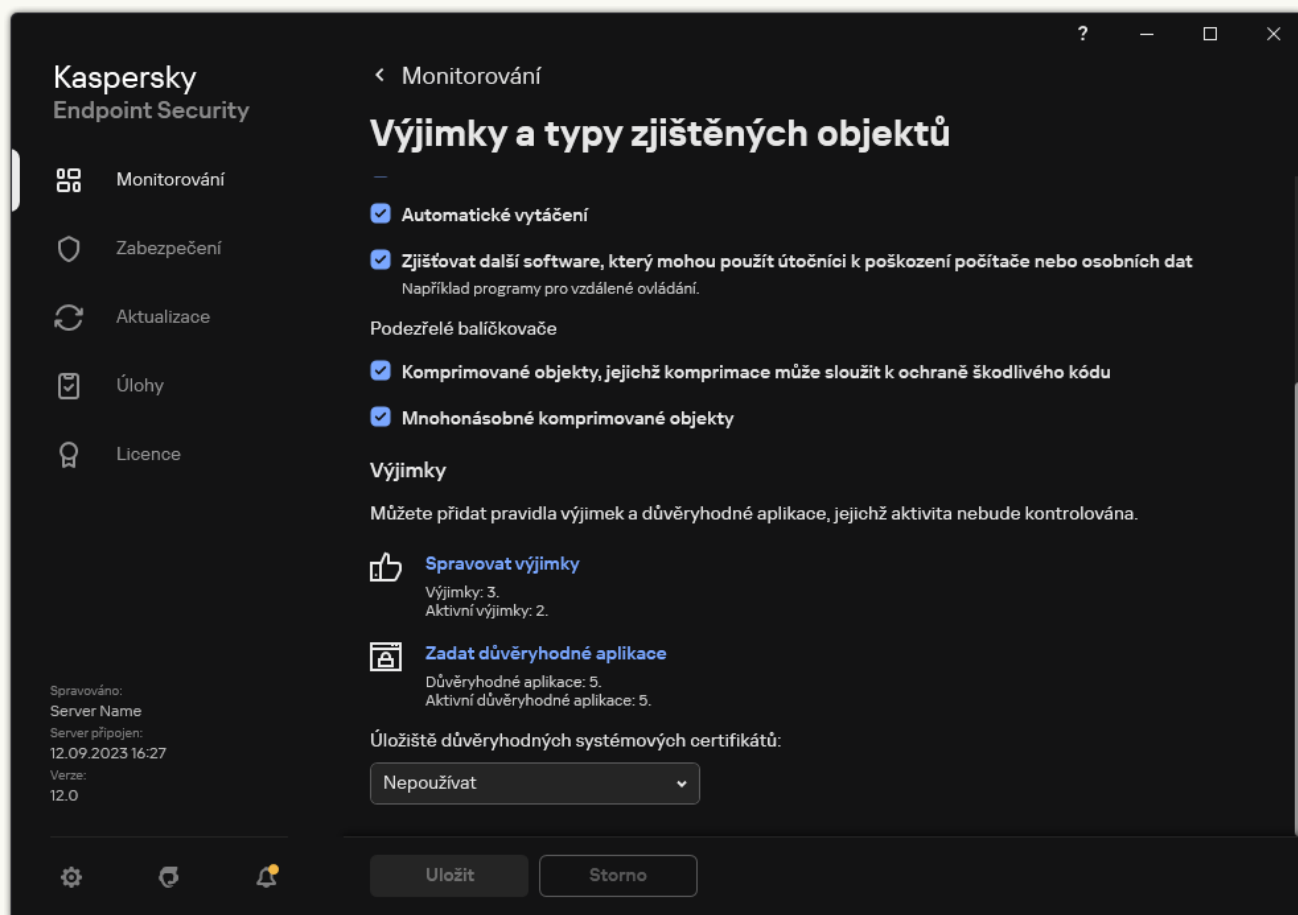 ?
Kaspersky
Endpoint Security
Monitorování
Zabezpečení
Aktualizace
Úlohy
Licence
Spravováno:
Server Name
Server připojen:
12.09.2023 16:27
Verze:
12.0
Monitorování
Výjimky a typy zjištěných objektů
Automatické vytáčení
Zjišťovat další software, který mohou použít útočníci k poškození počítače nebo osobních dat
Například programy pro vzdálené ovládání.
Podezřelé balíčkovače
Komprimované objekty, jejichž komprimace může sloužit k ochraně škodlivého kódu
Mnohonásobné komprimované objekty
Výjimky
Můžete přidat pravidla výjimek a důvěryhodné aplikace, jejichž aktivita nebude kontrolována.
Spravovat výjimky
Výjimky: 3.
Aktivní výjimky: 2.
Zadat důvěryhodné aplikace
Důvěryhodné aplikace: 5.
Aktivní důvěryhodné aplikace: 5.
Úložiště důvěryhodných systémových certifikátů:
Nepoužívat
Uložit
Storno